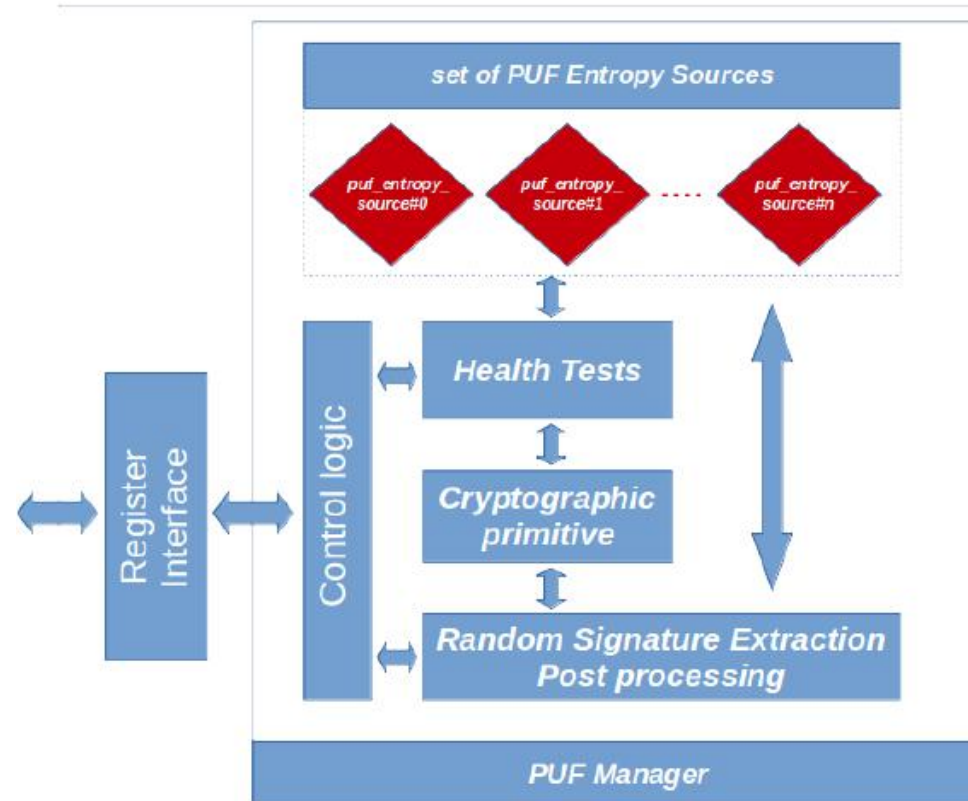 set of PUF Entropy Sources
puf_entropy_
source#0
puf_entropy_
source#1
puf_entropy_
source#n
Health Tests
Cryptographic
primitive
Random Signature Extraction
Post processing
Control logic
Register
Interface
PUF Manager